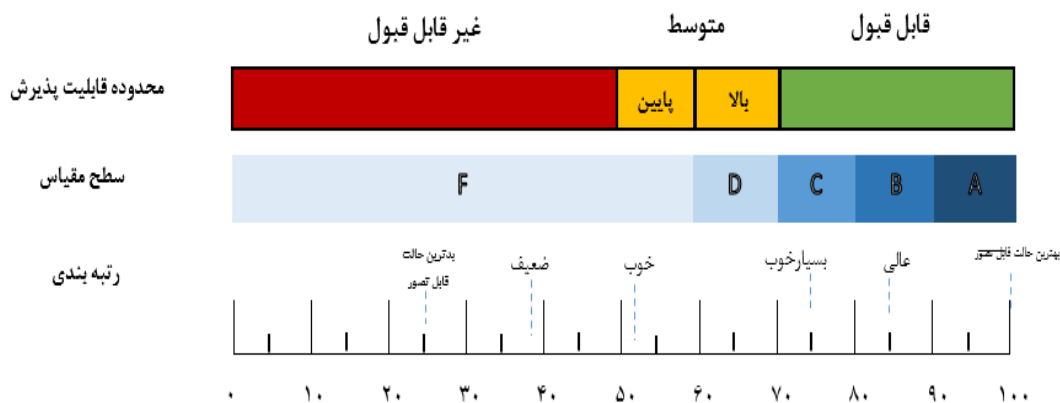 قابل قبول متوسط غیر قابل قبول
محدوده قابلیت پذیرش بالا پایین
سطح مقیاس F D C B A
رتبه بندی
بهترین حالت قابل تصور عالی بسیارخوب خوب ضعیف بدترین حالت
قابل تصور
۰ ۱۰ ۲۰ ۳۰ ۴۰ ۵۰ ۶۰ ۷۰ ۸۰ ۹۰ ۱۰۰